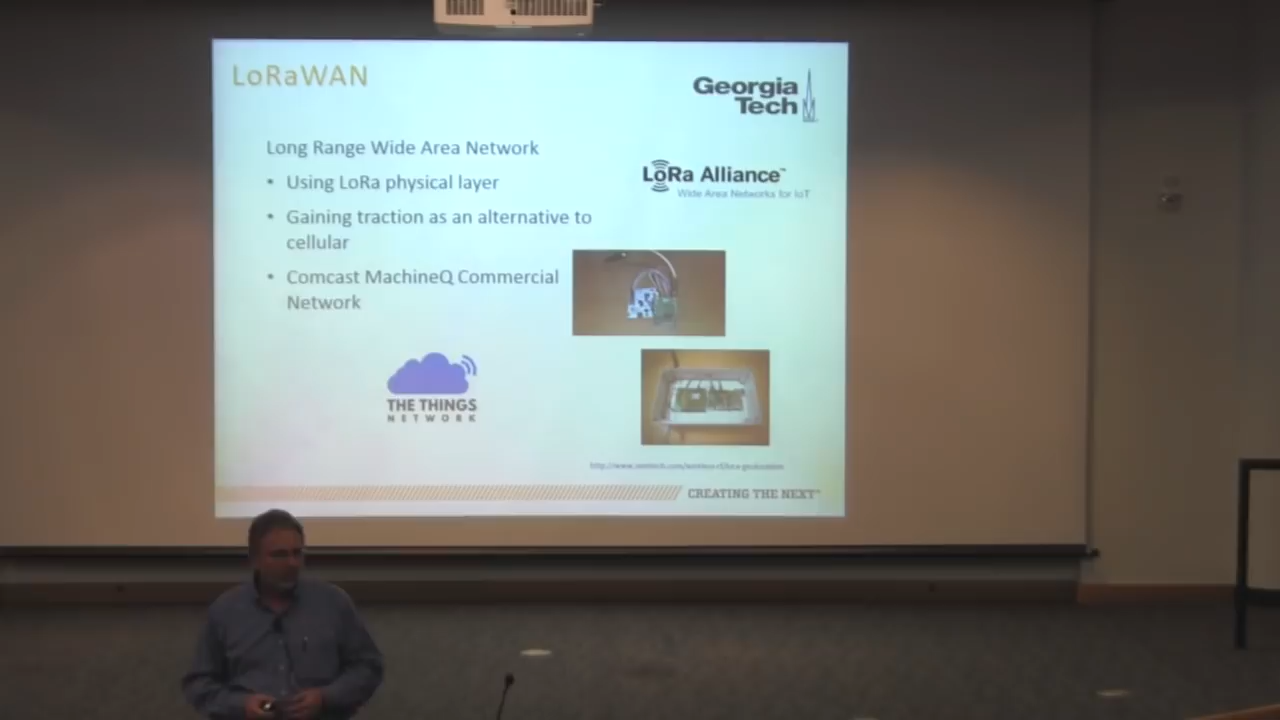 LoRaWAN
Georgia
Tech
Long Range Wide Area Network
• Using LoRa physical layer
• Gaining traction as an alternative to
cellular
• Comcast MachineQ Commercial
Network
LoRa Alliance™
Wide Area Networks for IoT
THE THINGS
NETWORK
CREATING THE NEXT™